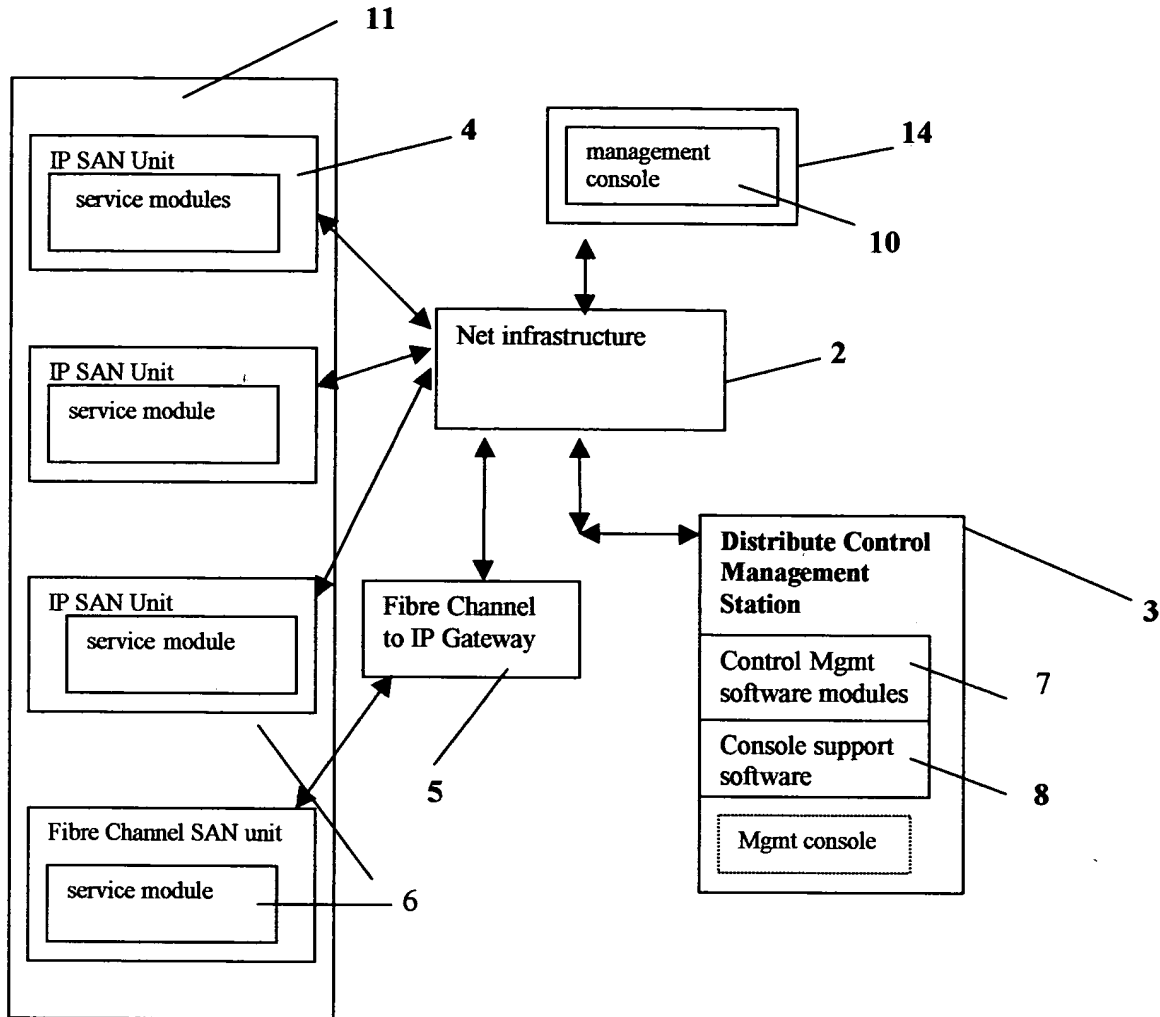 11
IP SAN Unit
service modules
4
management
console
14
10
Net infrastructure
2
IP SAN Unit
service module
IP SAN Unit
service module
Fibre Channel
to IP Gateway
5
Distribute Control
Management
Station
3
Control Mgmt
software modules
7
Console support
software
8
Mgmt console
Fibre Channel SAN unit
service module
6